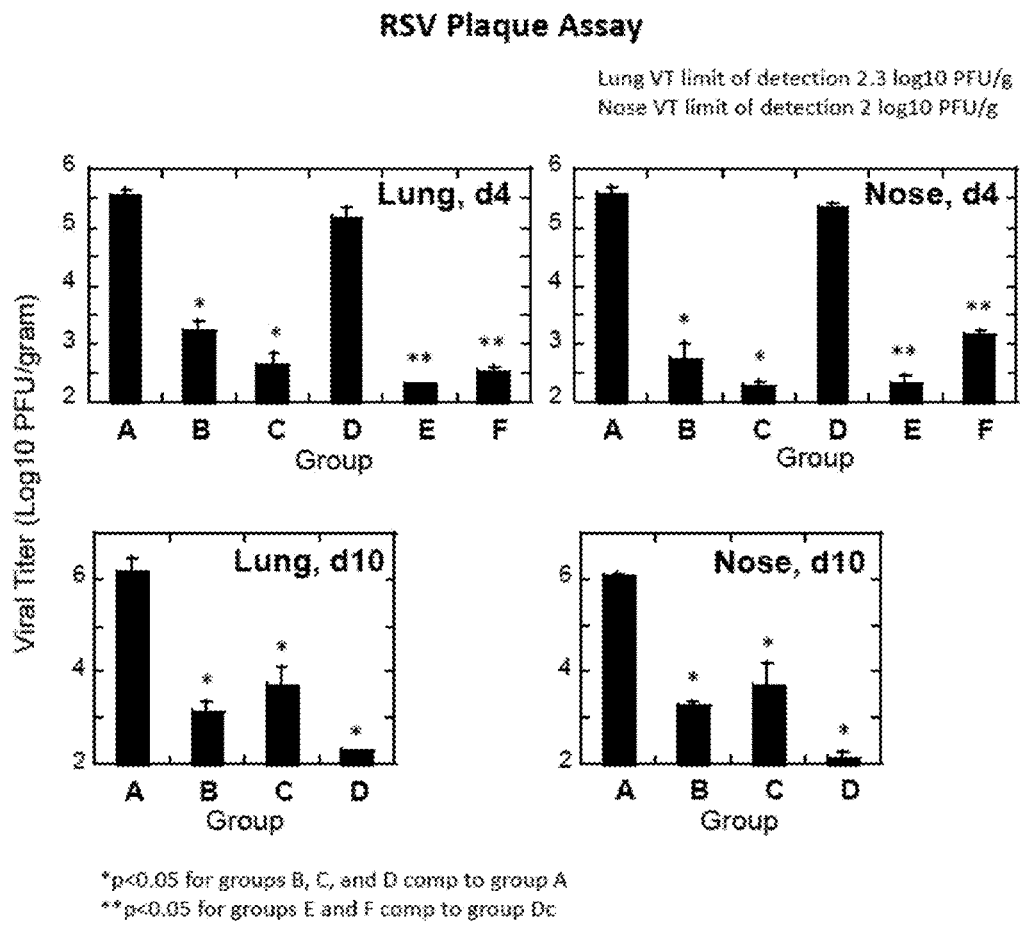 RSV Plaque Assay
Lung VT limit of detection 2.3 log10 PFU/g
Nose VT limit of detection 2 log10 PFU/g
Viral Titer (Log10 PFU/gram)
Lung, d4
6
5
4
3
2
* * ** **
A B C D E F
Group
Nose, d4
6
5
4
3
2
* * ** **
A B C D E F
Group
Lung, d10
6
4
2
* * *
A B C D
Group
Nose, d10
6
4
2
* * *
A B C D
Group
*p<0.05 for groups B, C, and D comp to group A
**p<0.05 for groups E and F comp to group Dc